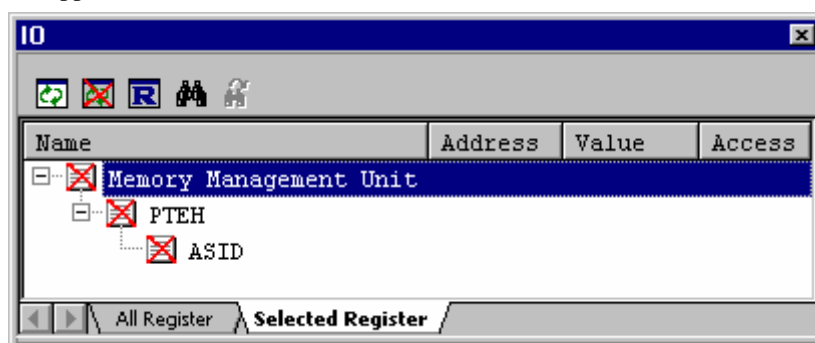 IO
R
Name Address Value Access
Memory Management Unit
PTEH
ASID
All Register Selected Register